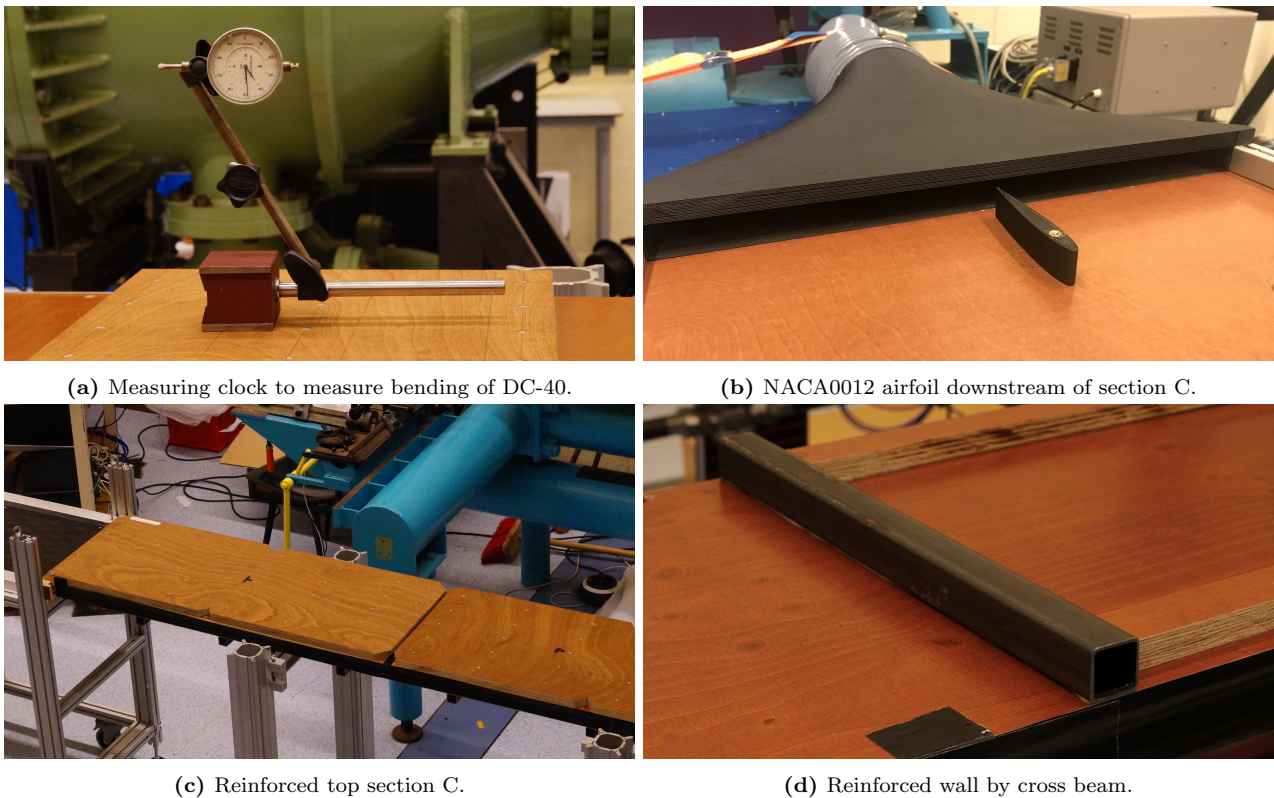 (a) Measuring clock to measure bending of DC-40.
(b) NACA0012 airfoil downstream of section C.
(c) Reinforced top section C.
(d) Reinforced wall by cross beam.